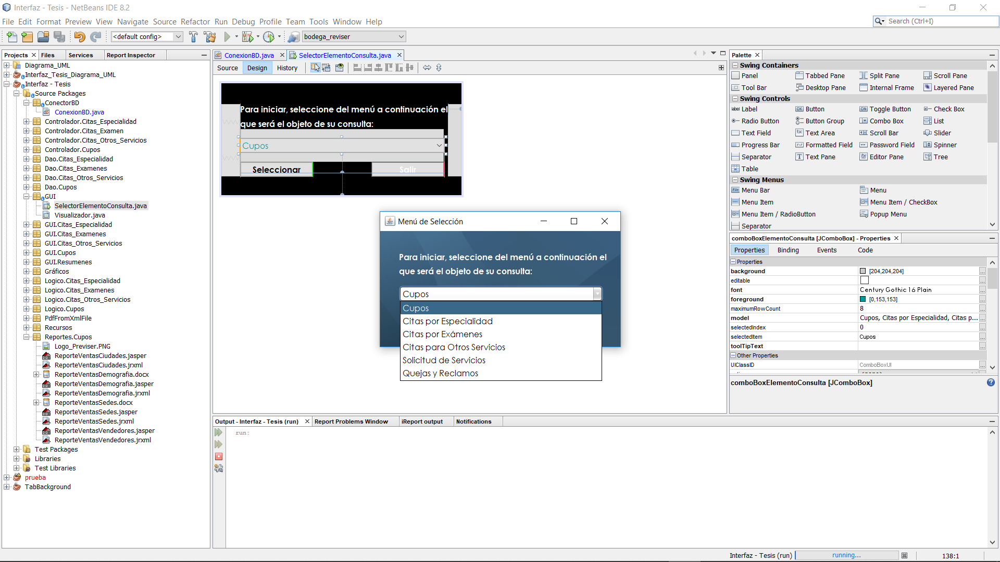 Interfaz - Tesis - NetBeans IDE 8.2
File Edit Format Preview View Navigate Source Refactor Run Debug Profile Team Tools Window Help
Search (Ctrl+I)
<default config>
bodega_reviser
Projects Files Services Report Inspector
Diagrama_UML
Interfaz_Tesis_Diagrama_UML
Interfaz - Tesis
Source Packages
ConectorBD
ConexionBD.java
Controlador.Citas_Especialidad
Controlador.Citas_Examen
Controlador.Citas_Otros_Servicios
Controlador.Cupos
Dao.Citas_Especialidad
Dao.Citas_Examenes
Dao.Citas_Otros_Servicios
Dao.Cupos
GUI
SelectorElementoConsulta.java
Visualizador.java
GUI.Citas_Especialidad
GUI.Citas_Examenes
GUI.Citas_Otros_Servicios
GUI.Cupos
GUI.Resumenes
Gráficos
Logico.Citas_Especialidad
Logico.Citas_Examenes
Logico.Citas_Otros_Servicios
Logico.Cupos
PdfFromXmlFile
Recursos
Reportes.Cupos
Logo_Previser.PNG
ReporteVentasCiudades.jasper
ReporteVentasCiudades.jrxml
ReporteVentasDemografia.docx
ReporteVentasDemografia.jasper
ReporteVentasDemografia.jrxml
ReporteVentasSedes.docx
ReporteVentasSedes.jasper
ReporteVentasSedes.jrxml
ReporteVentasVendedores.jasper
ReporteVentasVendedores.jrxml
Test Packages
Libraries
Test Libraries
prueba
TabBackground
ConexionBD.java SelectorElementoConsulta.java
Source Design History
Para iniciar, seleccione del menú a continuación el
que será el objeto de su consulta:
Cupos
Seleccionar Salir
Menú de Selección
Para iniciar, seleccione del menú a continuación el
que será el objeto de su consulta:
Cupos
Cupos
Citas por Especialidad
Citas por Exámenes
Citas para Otros Servicios
Solicitud de Servicios
Quejas y Reclamos
Output - Interfaz - Tesis (run) Report Problems Window iReport output Notifications
run:
Palette
Swing Containers
Panel Tabbed Pane Split Pane Scroll Pane
Tool Bar Desktop Pane Internal Frame Layered Pane
Swing Controls
Label Button Toggle Button Check Box
Radio Button Button Group Combo Box List
Text Field Text Area Scroll Bar Slider
Progress Bar Formatted Field Password Field Spinner
Separator Text Pane Editor Pane Tree
Table
Swing Menus
Menu Bar Menu
Menu Item Menu Item / CheckBox
Menu Item / RadioButton Popup Menu
Separator
comboBoxElementoConsulta [JComboBox] - Properties
Properties Binding Events Code
Properties
background [204,204,204]
editable
font Century Gothic 16 Plain
foreground [0,153,153]
maximumRowCount 8
model Cupos, Citas por Especialidad, Citas p...
selectedIndex 0
selectedItem Cupos
toolTipText
Other Properties
UIClassID ComboBoxUI
comboBoxElementoConsulta [JComboBox]
Interfaz - Tesis (run) running... 138:1